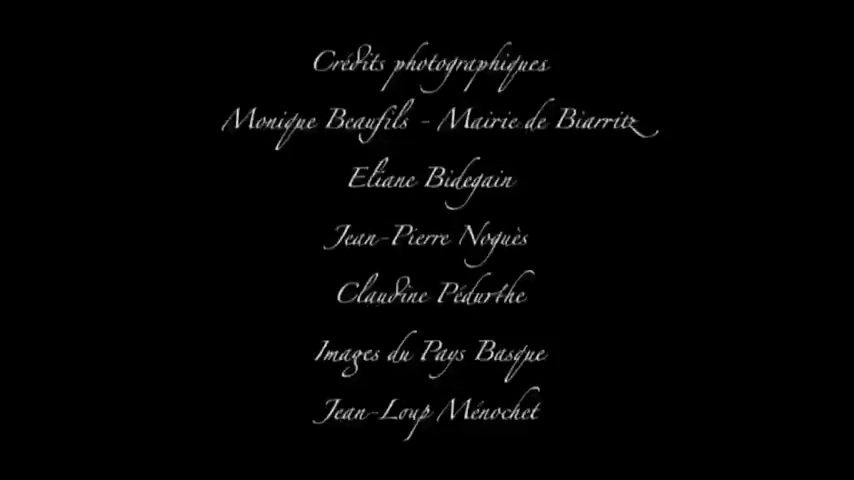 Crédits photographiques
Monique Beaufils - Mairie de Biarritz
Eliane Bidegain
Jean-Pierre Noguès
Claudine Pédurthe
Images du Pays Basque
Jean-Loup Ménochet